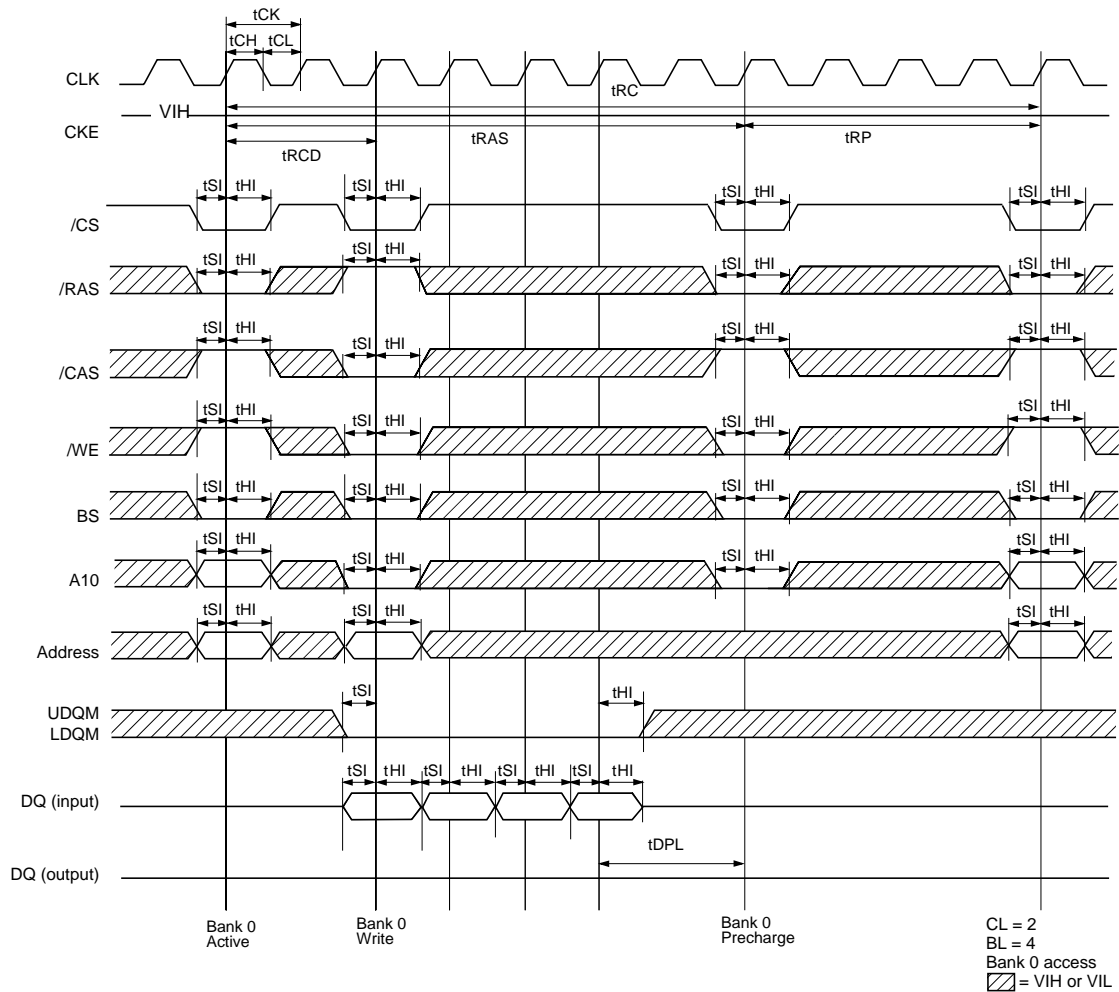 tCK
tCH tCL
CLK
tRC
VIH
CKE
tRAS tRP
tRCD
tSI tHI tSI tHI tSI tHI tSI tHI
/CS
tSI tHI
tSI tHI tSI tHI tSI tHI
/RAS
tSI tHI tSI tHI tSI tHI tSI tHI
/CAS
tSI tHI tSI tHI tSI tHI tSI tHI
/WE
tSI tHI tSI tHI tSI tHI tSI tHI
BS
tSI tHI tSI tHI tSI tHI tSI tHI
A10
tSI tHI tSI tHI tSI tHI
Address
tSI tHI
UDQM
LDQM
tSI tHI tSI tHI tSI tHI tSI tHI
DQ (input)
tDPL
DQ (output)
Bank 0
Active
Bank 0
Write
Bank 0
Precharge
CL = 2
BL = 4
Bank 0 access
= VIH or VIL